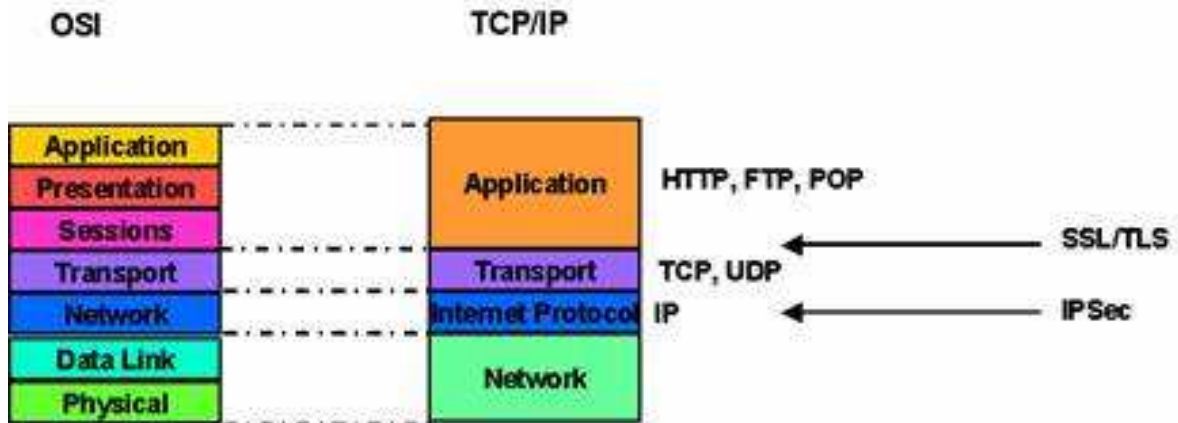 OSI
TCP/IP
Application
Presentation
Sessions
Transport
Network
Data Link
Physical
Application
Transport
Internet Protocol
Network
HTTP, FTP, POP
TCP, UDP
IP
SSL/TLS
IPSec